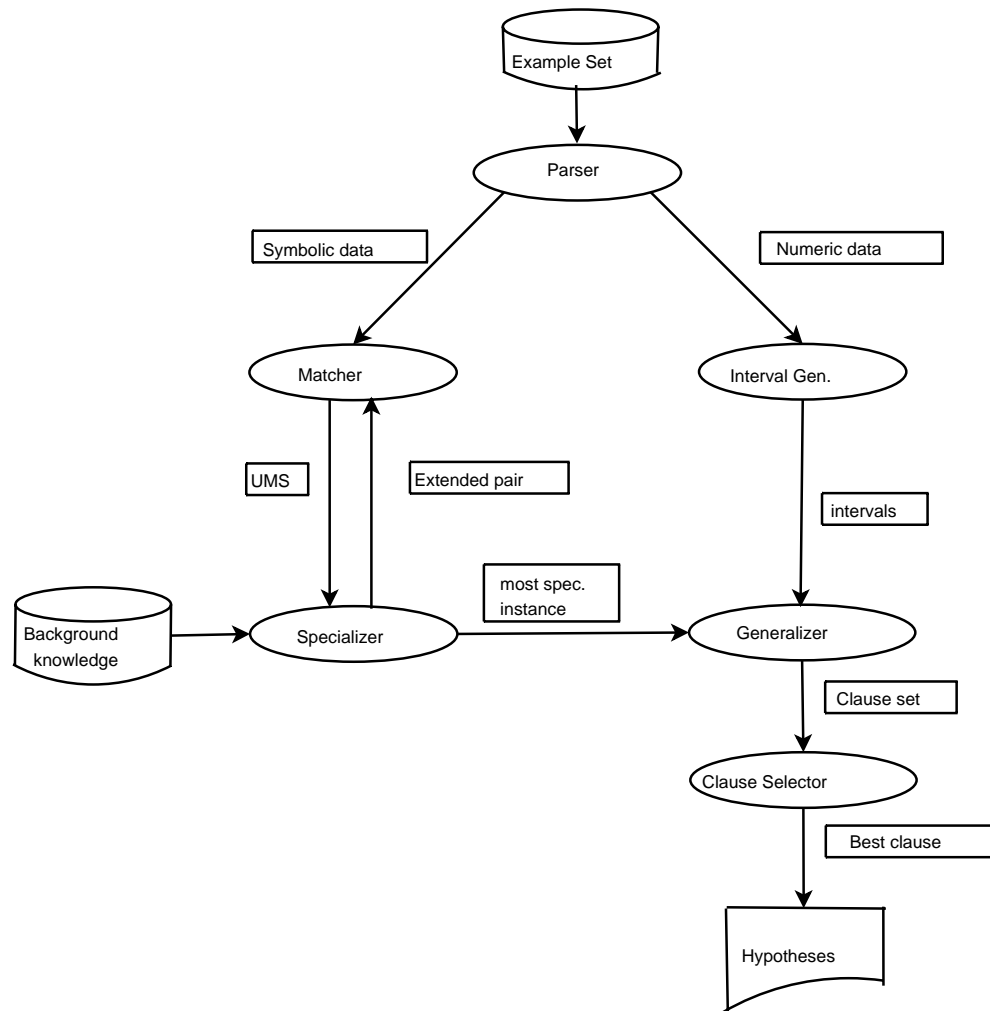 Example Set
Parser
Symbolic data
Numeric data
Matcher
Interval Gen.
UMS
Extended pair
intervals
most spec.
instance
Background
knowledge
Specializer
Generalizer
Clause set
Clause Selector
Best clause
Hypotheses